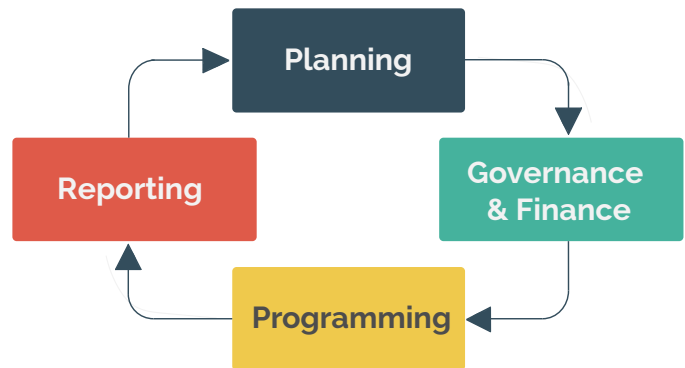 Planning
Governance
& Finance
Programming
Reporting